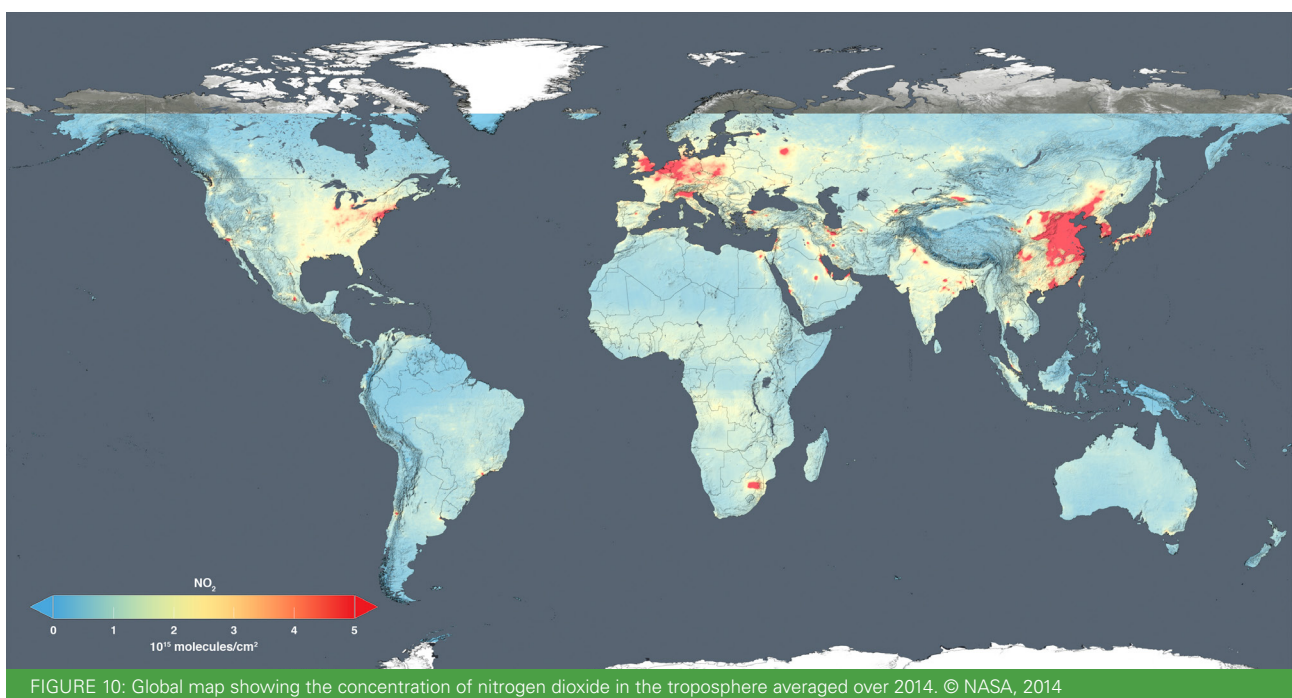 NO₂
0 1 2 3 4 5
10¹⁵ molecules/cm²
FIGURE 10: Global map showing the concentration of nitrogen dioxide in the troposphere averaged over 2014. © NASA, 2014